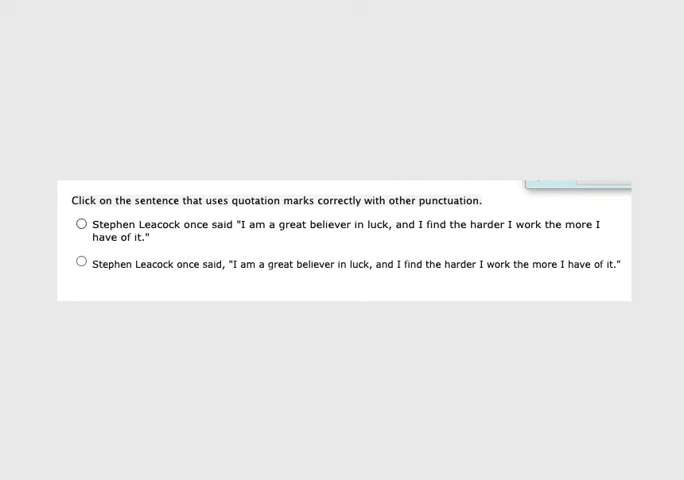 Click on the sentence that uses quotation marks correctly with other punctuation.
Stephen Leacock once said "I am a great believer in luck, and I find the harder I work the more I
have of it."
Stephen Leacock once said, "I am a great believer in luck, and I find the harder I work the more I have of it."